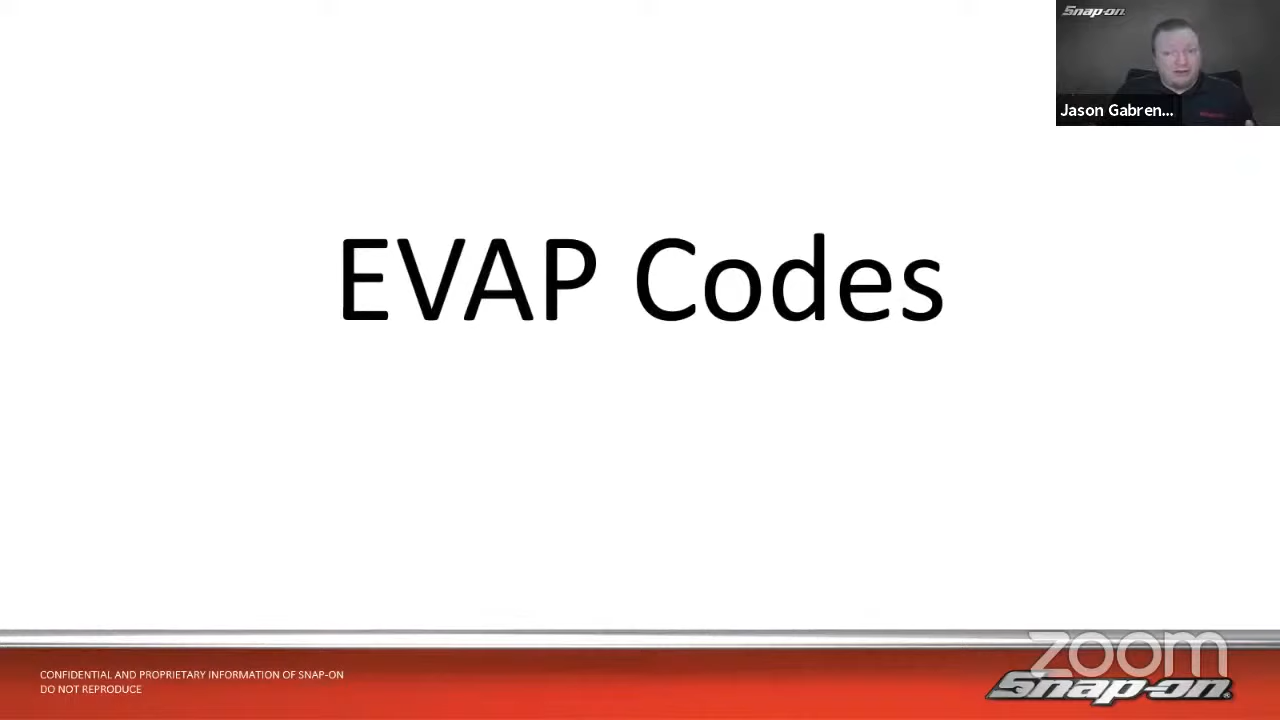 Snap-on
Jason Gabren...
EVAP Codes
CONFIDENTIAL AND PROPRIETARY INFORMATION OF SNAP-ON
DO NOT REPRODUCE
zoom
Snap-on